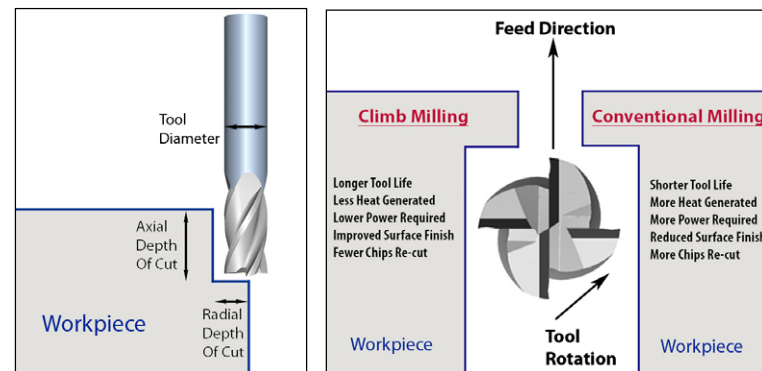 Tool
Diameter
Axial
Depth
Of Cut
Radial
Depth
Of Cut
Workpiece
Feed Direction
Climb Milling
Longer Tool Life
Less Heat Generated
Lower Power Required
Improved Surface Finish
Fewer Chips Re-cut
Workpiece
Conventional Milling
Shorter Tool Life
More Heat Generated
More Power Required
Reduced Surface Finish
More Chips Re-cut
Workpiece
Tool
Rotation